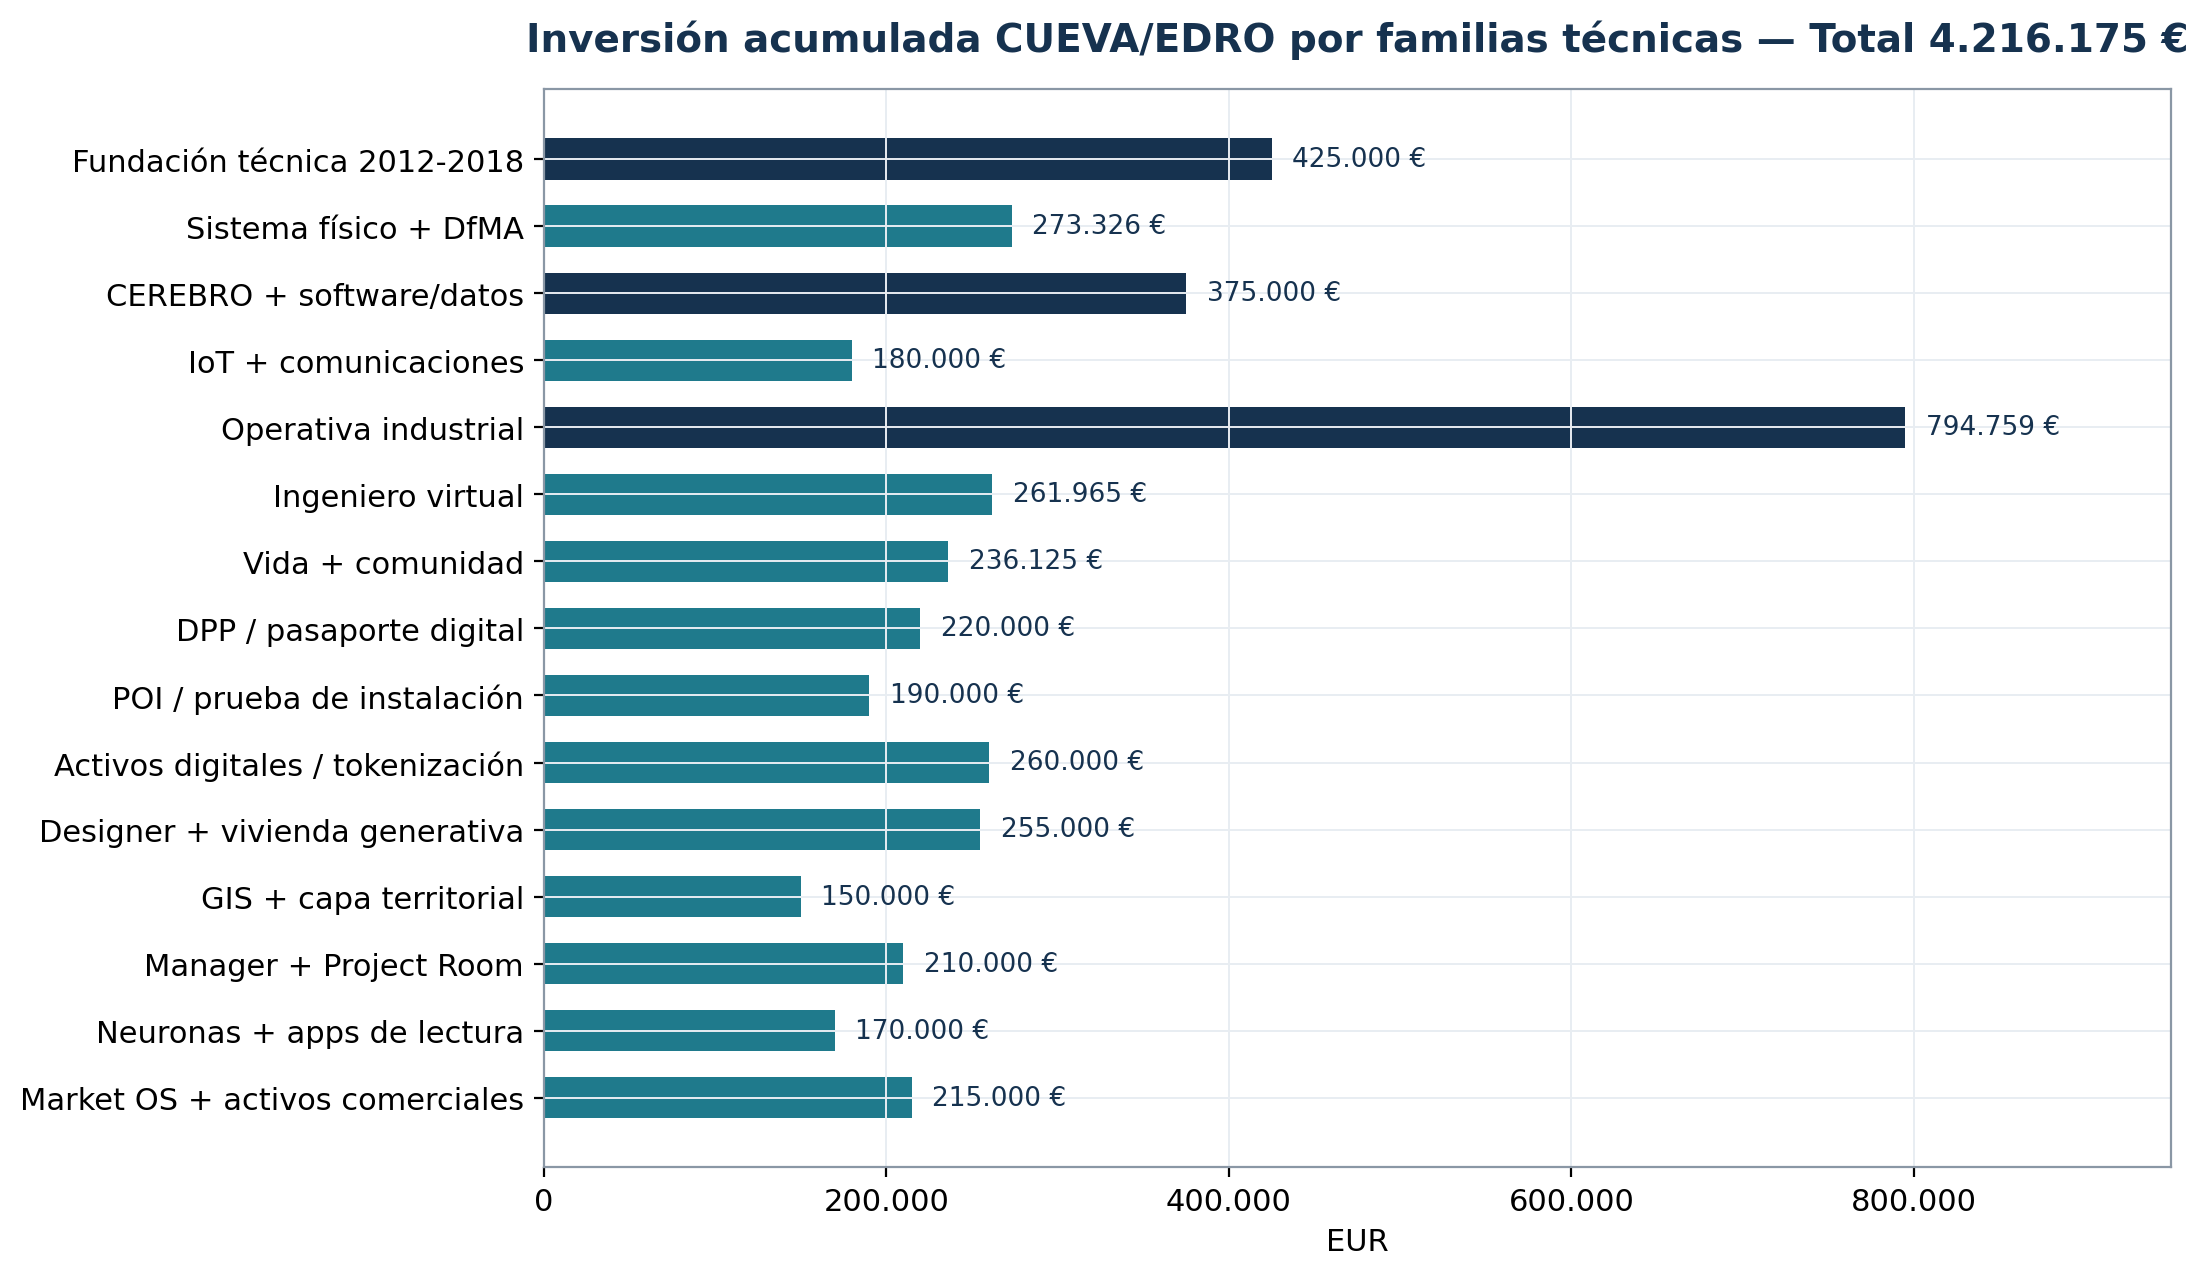 Inversión acumulada CUEVA/EDRO por familias técnicas — Total 4.216.175 €
Fundación técnica 2012-2018 425.000 €
Sistema físico + DfMA 273.326 €
CEREBRO + software/datos 375.000 €
IoT + comunicaciones 180.000 €
Operativa industrial 794.759 €
Ingeniero virtual 261.965 €
Vida + comunidad 236.125 €
DPP / pasaporte digital 220.000 €
POI / prueba de instalación 190.000 €
Activos digitales / tokenización 260.000 €
Designer + vivienda generativa 255.000 €
GIS + capa territorial 150.000 €
Manager + Project Room 210.000 €
Neuronas + apps de lectura 170.000 €
Market OS + activos comerciales 215.000 €
0 200.000 400.000 600.000 800.000
EUR